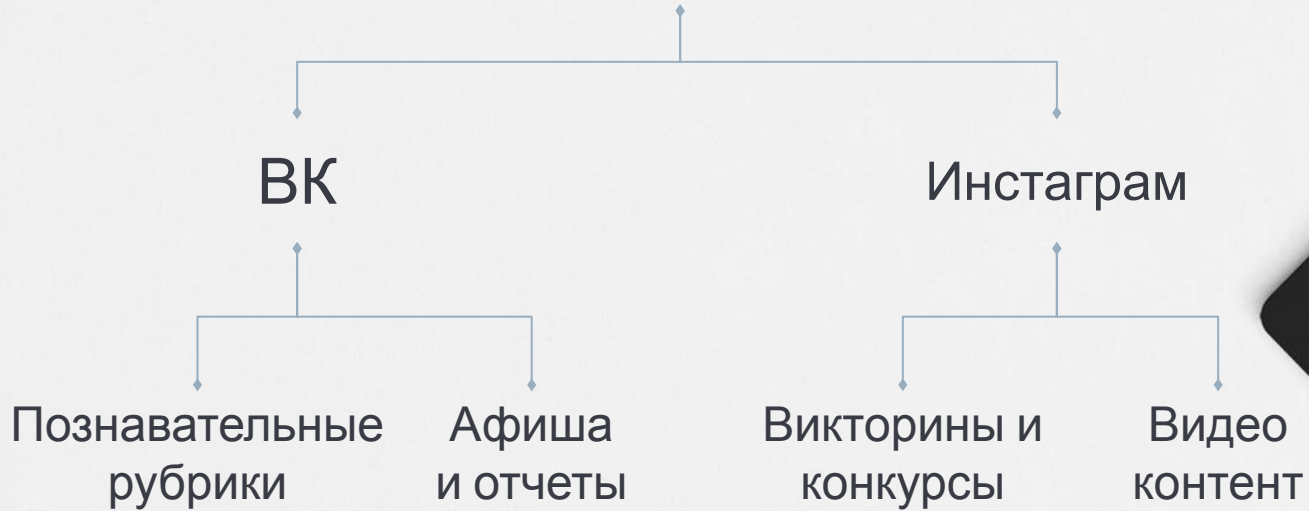 ВК
Инстаграм
Познавательные
рубрики
Афиша
и отчеты
Викторины и
конкурсы
Видео
контент